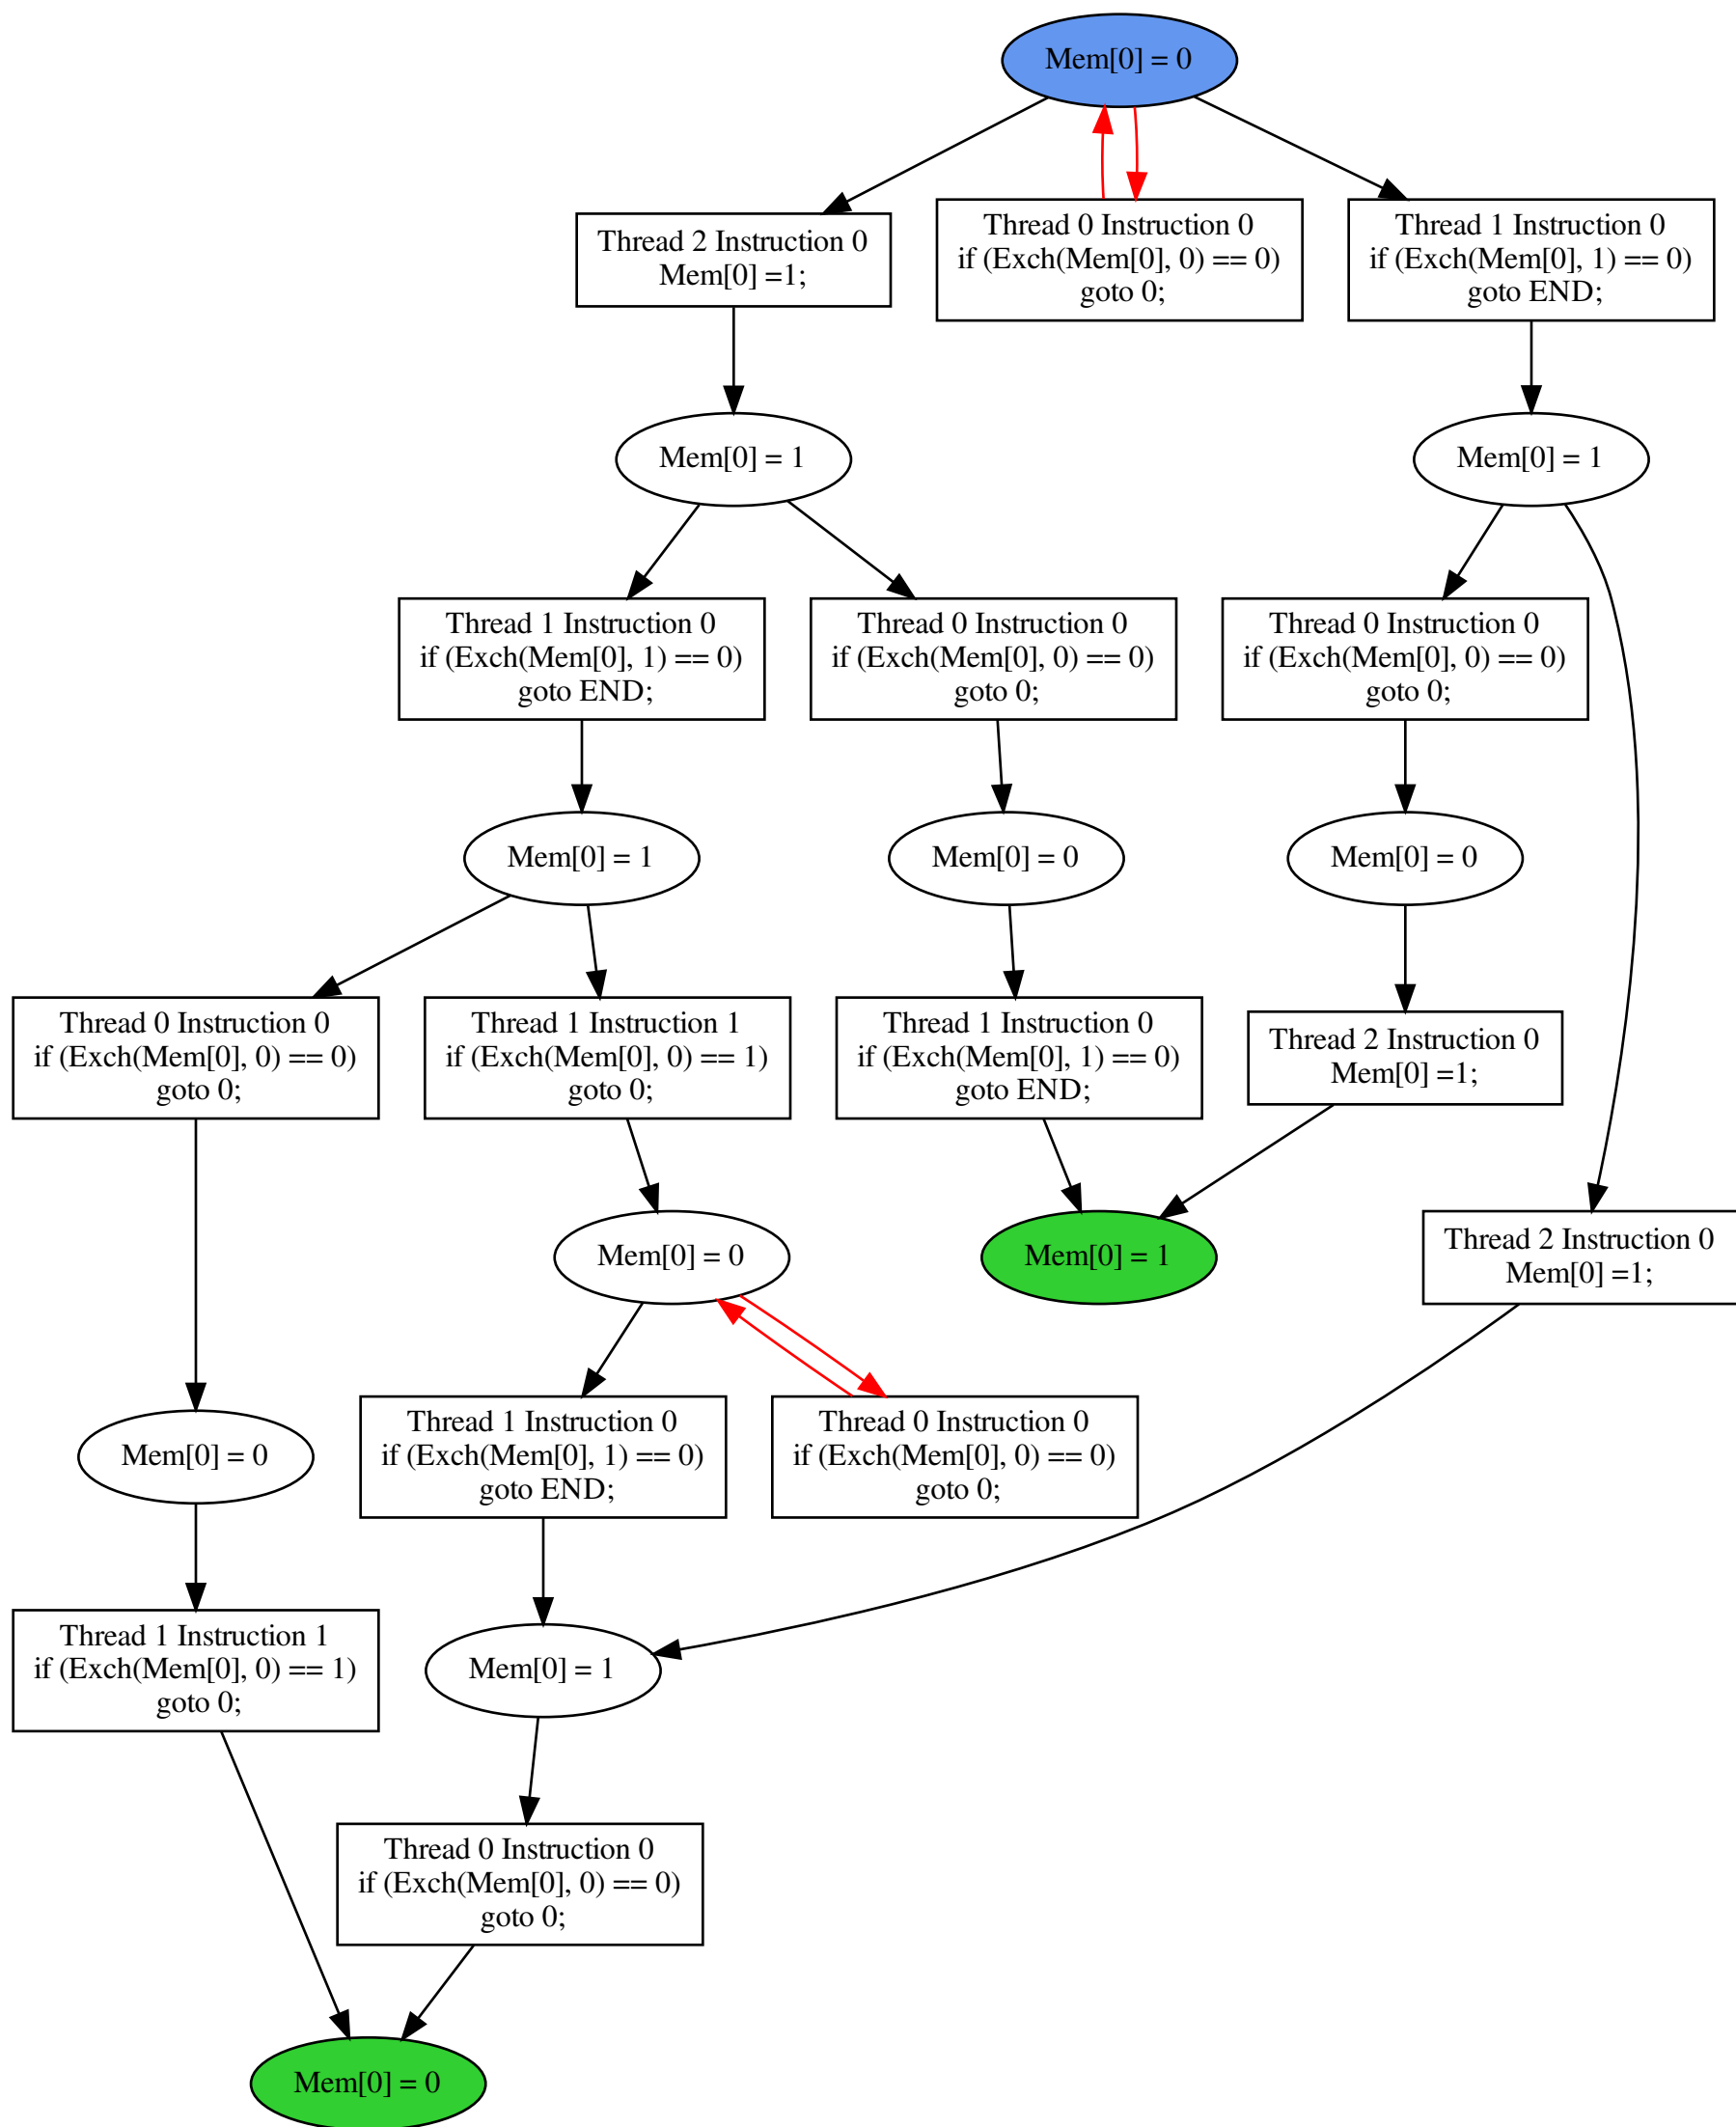 Mem[0] = 0
Thread 2 Instruction 0
Mem[0] =1;
Thread 0 Instruction 0
if (Exch(Mem[0], 0) == 0)
goto 0;
Thread 1 Instruction 0
if (Exch(Mem[0], 1) == 0)
goto END;
Mem[0] = 1
Mem[0] = 1
Thread 1 Instruction 0
if (Exch(Mem[0], 1) == 0)
goto END;
Thread 0 Instruction 0
if (Exch(Mem[0], 0) == 0)
goto 0;
Thread 0 Instruction 0
if (Exch(Mem[0], 0) == 0)
goto 0;
Mem[0] = 1
Mem[0] = 0
Mem[0] = 0
Thread 0 Instruction 0
if (Exch(Mem[0], 0) == 0)
goto 0;
Thread 1 Instruction 1
if (Exch(Mem[0], 0) == 1)
goto 0;
Thread 1 Instruction 0
if (Exch(Mem[0], 1) == 0)
goto END;
Thread 2 Instruction 0
Mem[0] =1;
Mem[0] = 0
Mem[0] = 1
Thread 2 Instruction 0
Mem[0] =1;
Mem[0] = 0
Thread 1 Instruction 0
if (Exch(Mem[0], 1) == 0)
goto END;
Thread 0 Instruction 0
if (Exch(Mem[0], 0) == 0)
goto 0;
Thread 1 Instruction 1
if (Exch(Mem[0], 0) == 1)
goto 0;
Mem[0] = 1
Thread 0 Instruction 0
if (Exch(Mem[0], 0) == 0)
goto 0;
Mem[0] = 0